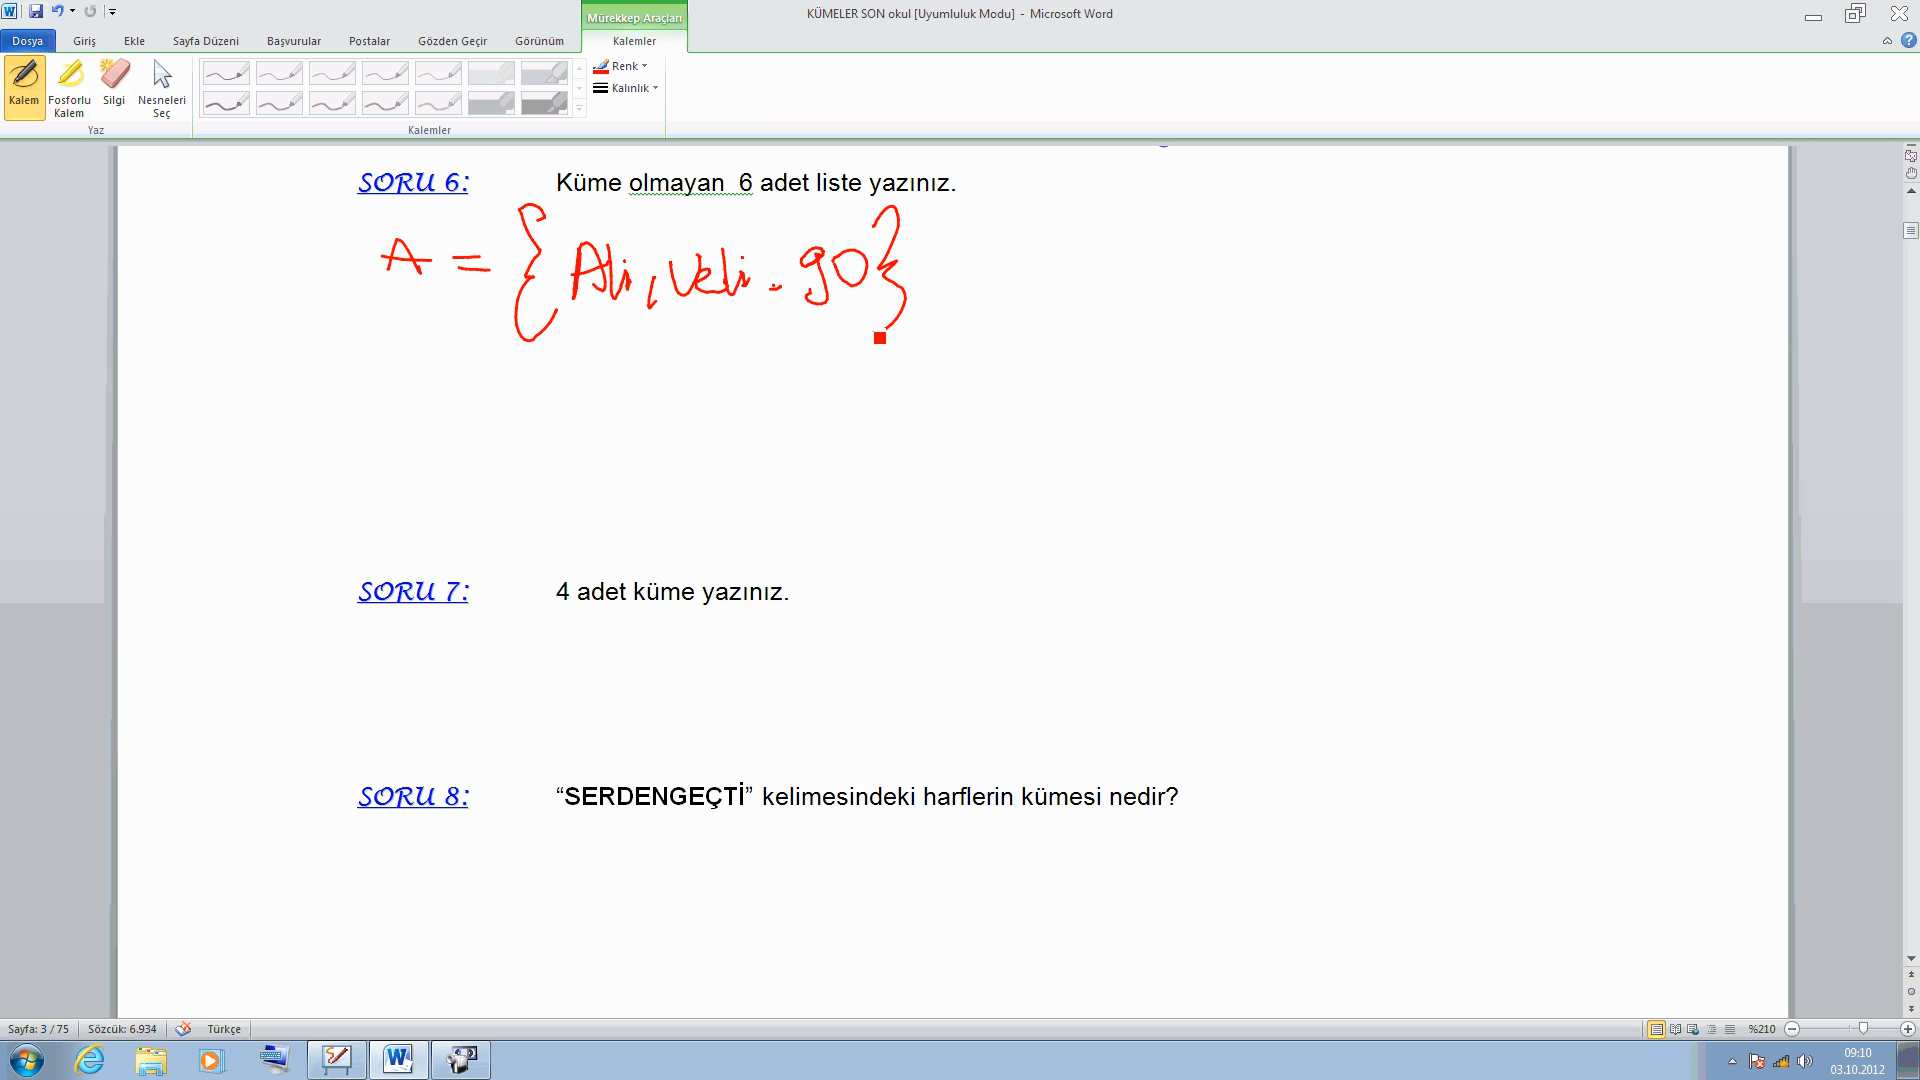 KÜMELER SON okul [Uyumluluk Modu] - Microsoft Word
Mürekkep Araçları
Dosya Giriş Ekle Sayfa Düzeni Başvurular Postalar Gözden Geçir Görünüm Kalemler
Kalem Fosforlu Kalem Silgi Nesneleri Seç
Renk
Kalınlık
Yaz Kalemler
SORU 6: Küme olmayan 6 adet liste yazınız.
A = { Ali, Veli . 90 }
SORU 7: 4 adet küme yazınız.
SORU 8: “SERDENGEÇTİ” kelimesindeki harflerin kümesi nedir?
Sayfa: 3 / 75 Sözcük: 6.934 Türkçe %210
09:10
03.10.2012